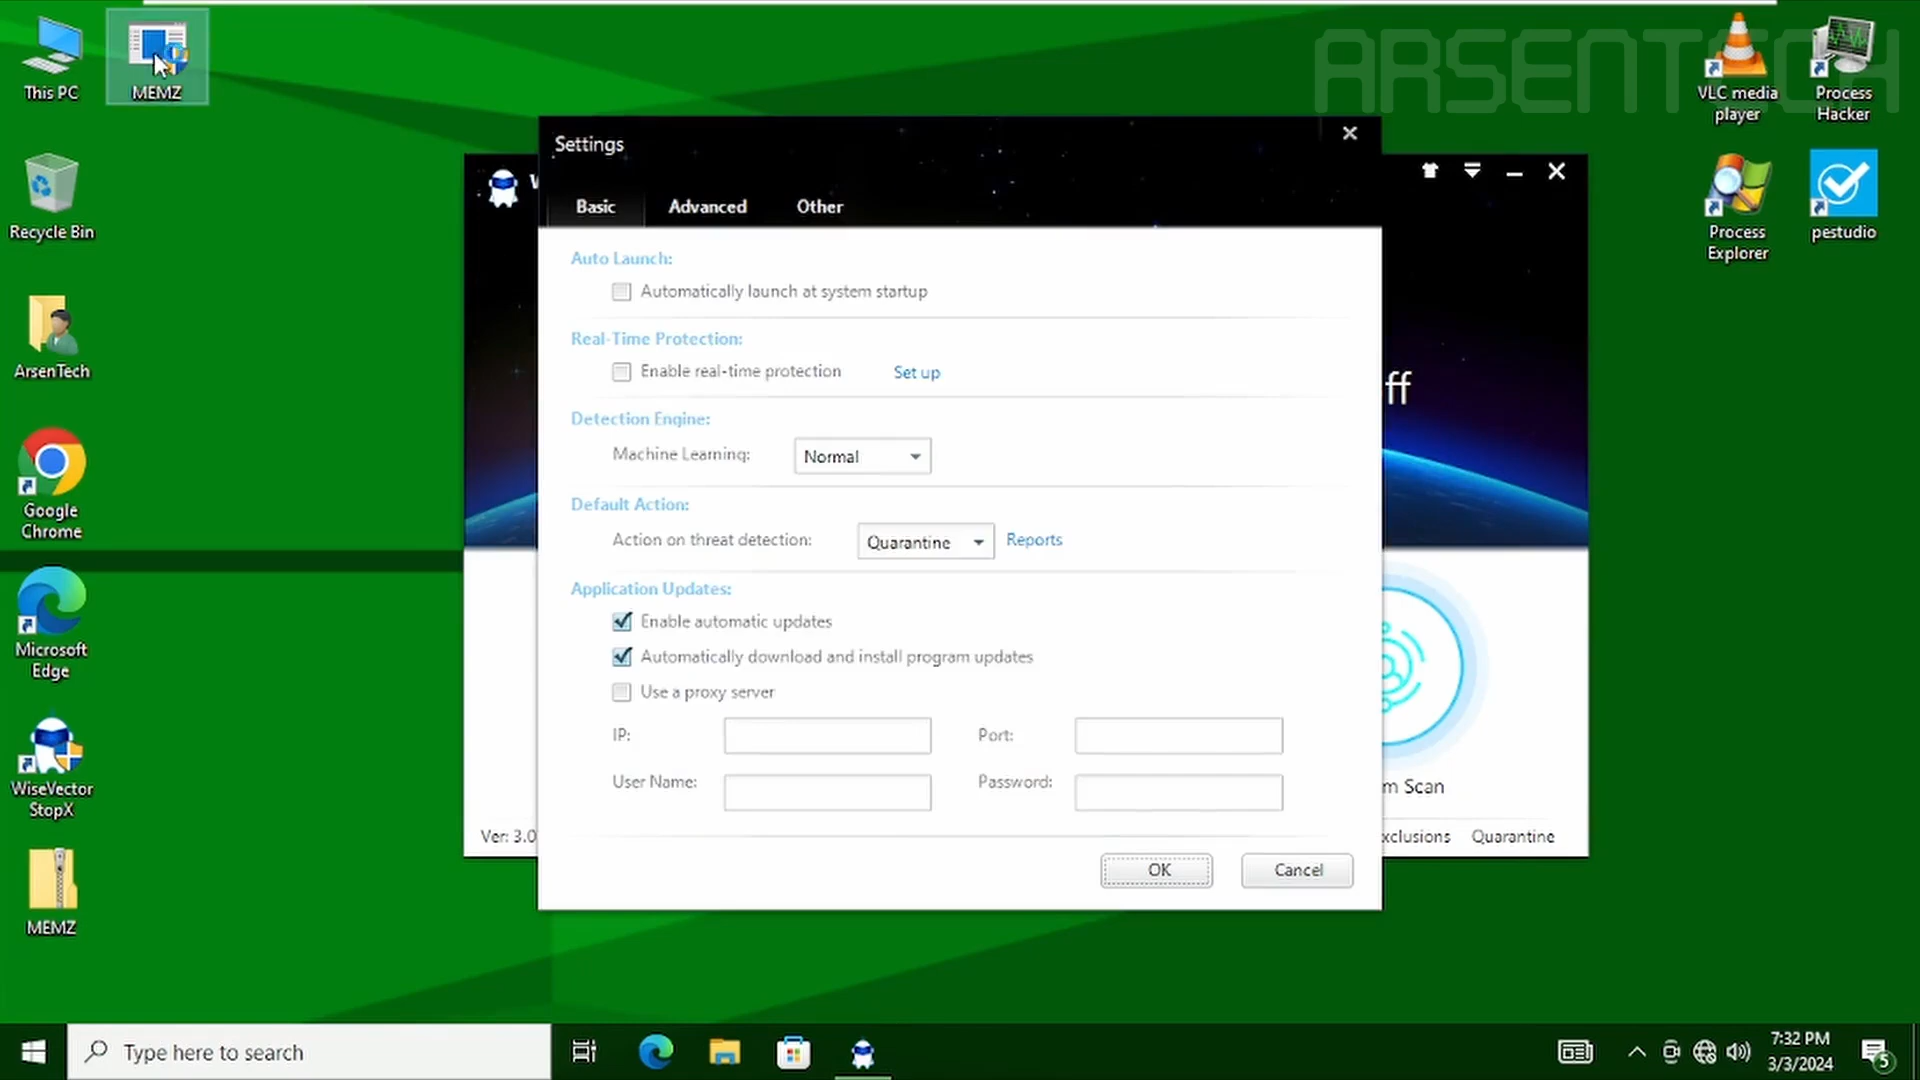 ARSENTECH
This PC
MEMZ
Recycle Bin
ArsenTech
Google
Chrome
Microsoft
Edge
WiseVector
StopX
MEMZ
VLC media
player
Process
Hacker
Process
Explorer
pestudio
Settings
Basic
Advanced
Other
Auto Launch:
Automatically launch at system startup
Real-Time Protection:
Enable real-time protection
Set up
Detection Engine:
Machine Learning:
Normal
Default Action:
Action on threat detection:
Quarantine
Reports
Application Updates:
Enable automatic updates
Automatically download and install program updates
Use a proxy server
IP:
Port:
User Name:
Password:
OK
Cancel
ff
m Scan
Ver: 3.0
xclusions
Quarantine
Type here to search
7:32 PM
3/3/2024
5